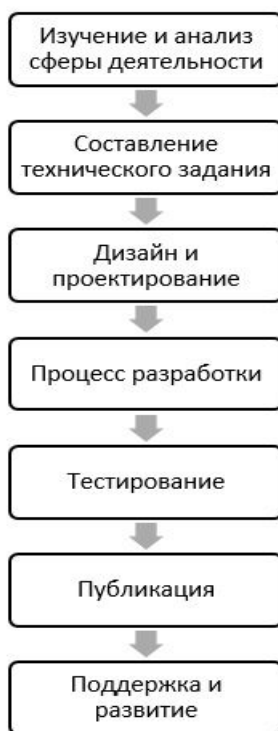 Изучение и анализ
сферы деятельности
Составление
технического задания
Дизайн и
проектирование
Процесс разработки
Тестирование
Публикация
Поддержка и
развитие